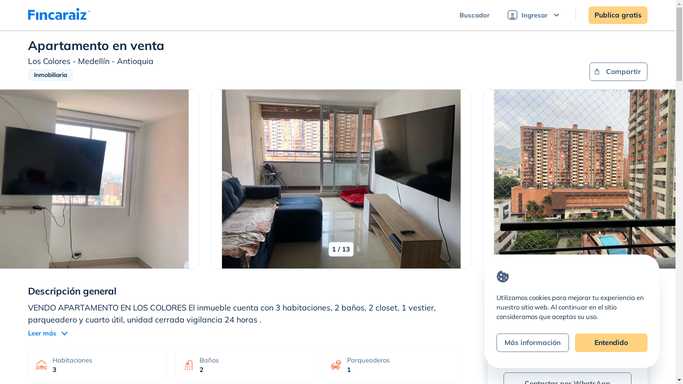 Fincaraiz
Buscador
Ingresar
Publica gratis
Apartamento en venta
Los Colores - Medellín - Antioquia
Inmobiliaria
Compartir
1 / 13
Descripción general
VENDO APARTAMENTO EN LOS COLORES El inmueble cuenta con 3 habitaciones, 2 baños, 2 closet, 1 vestier,
parqueadero y cuarto útil, unidad cerrada vigilancia 24 horas .
Leer más
Habitaciones
3
Baños
2
Parqueaderos
1
Utilizamos cookies para mejorar tu experiencia en
nuestro sitio web. Al continuar en el sitio
consideramos que aceptas su uso.
Más información
Entendido
Contactar por WhatsApp